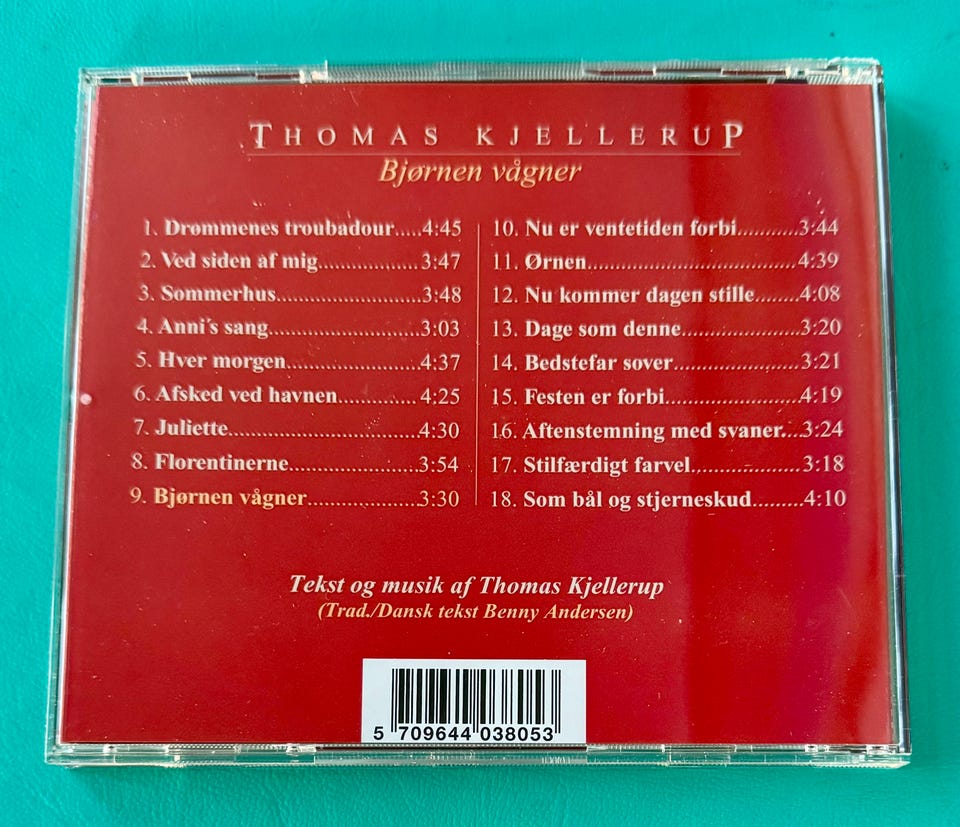 THOMAS KJELLERUP
Bjørnen vågner
1. Drømmenes troubadour.....4:45
2. Ved siden af mig..................3:47
3. Sommerhus..........................3:48
4. Anni´s sang...........................3:03
5. Hver morgen........................4:37
6. Afsked ved havnen..............4:25
7. Juliette..................................4:30
8. Florentinerne.......................3:54
9. Bjørnen vågner....................3:30
10. Nu er ventetiden forbi..........3:44
11. Ørnen....................................4:39
12. Nu kommer dagen stille.......4:08
13. Dage som denne....................3:20
14. Bedstefar sover......................3:21
15. Festen er forbi.......................4:19
16. Aftenstemning med svaner...3:24
17. Stilfærdigt farvel...................3:18
18. Som bål og stjerneskud.........4:10
Tekst og musik af Thomas Kjellerup
(Trad./Dansk tekst Benny Andersen)
5 709644 038053